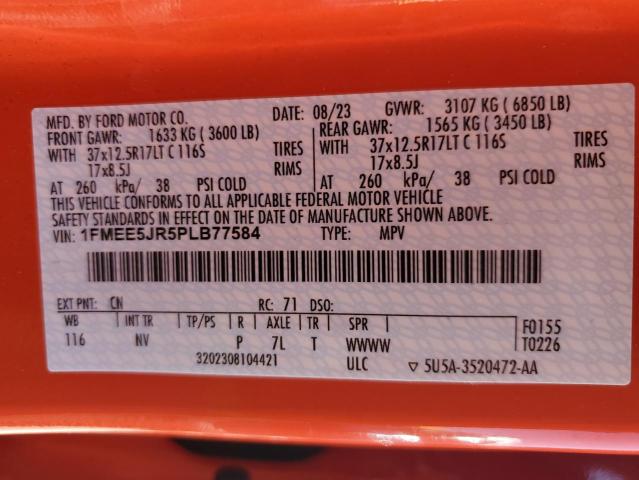 MFD. BY FORD MOTOR CO. DATE: 08/23 GVWR: 3107 KG ( 6850 LB)
FRONT GAWR: 1633 KG ( 3600 LB) REAR GAWR: 1565 KG ( 3450 LB)
WITH 37x12.5R17LT C 116S TIRES WITH 37x12.5R17LT C 116S TIRES
17x8.5J RIMS 17x8.5J RIMS
AT 260 kPa/ 38 PSI COLD AT 260 kPa/ 38 PSI COLD
THIS VEHICLE CONFORMS TO ALL APPLICABLE FEDERAL MOTOR VEHICLE
SAFETY STANDARDS IN EFFECT ON THE DATE OF MANUFACTURE SHOWN ABOVE.
VIN: 1FMEE5JR5PLB77584 TYPE: MPV
EXT PNT: CN RC: 71 DSO:
WB INT TR TP/PS R AXLE TR SPR F0155
116 NV P 7L T WWWW T0226
3202308104421 ULC ▽ 5U5A-3520472-AA